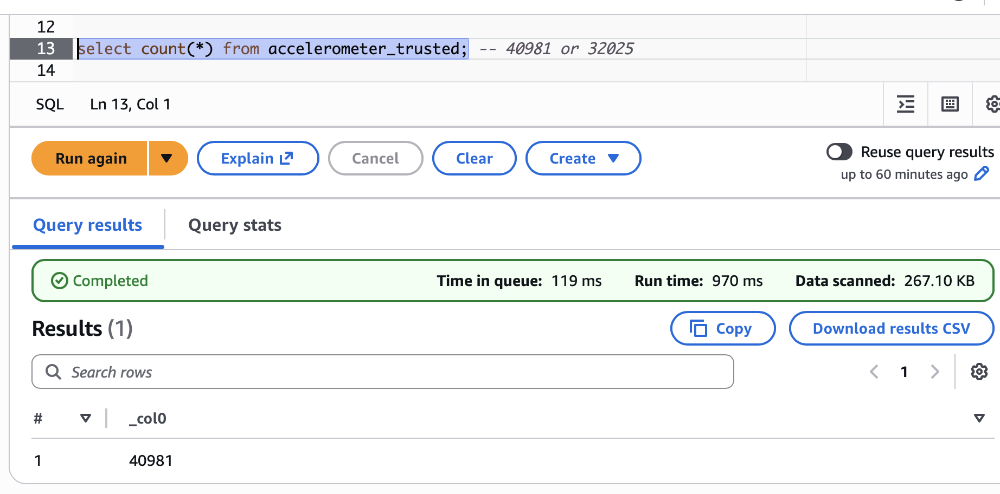 12
13 select count(*) from accelerometer_trusted; -- 40981 or 32025
14
SQL Ln 13, Col 1
Run again Explain Cancel Clear Create Reuse query results
up to 60 minutes ago
Query results Query stats
Completed Time in queue: 119 ms Run time: 970 ms Data scanned: 267.10 KB
Results (1) Copy Download results CSV
Search rows 1
# _col0
1 40981